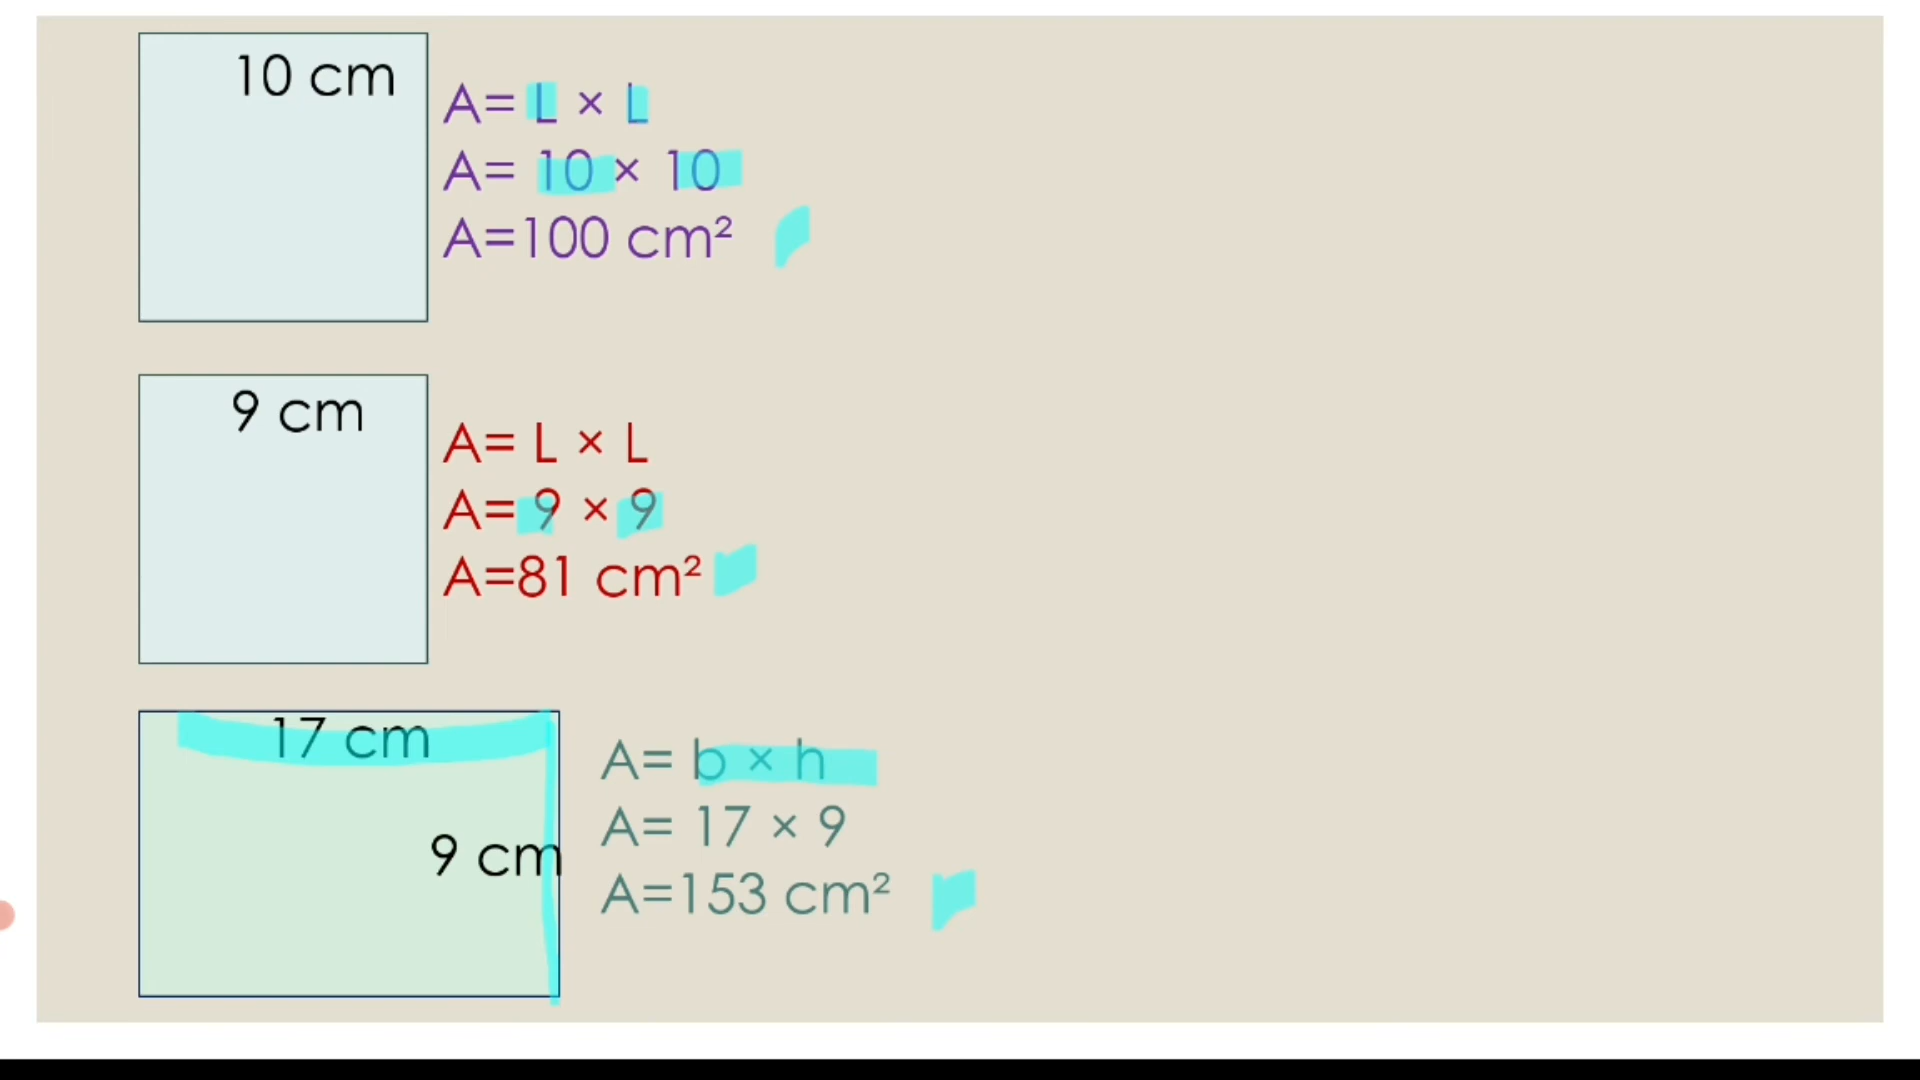 10 cm
A= L × L
A= 10 × 10
A=100 cm²
9 cm
A= L × L
A= 9 × 9
A=81 cm²
17 cm
9 cm
A= b × h
A= 17 × 9
A=153 cm²